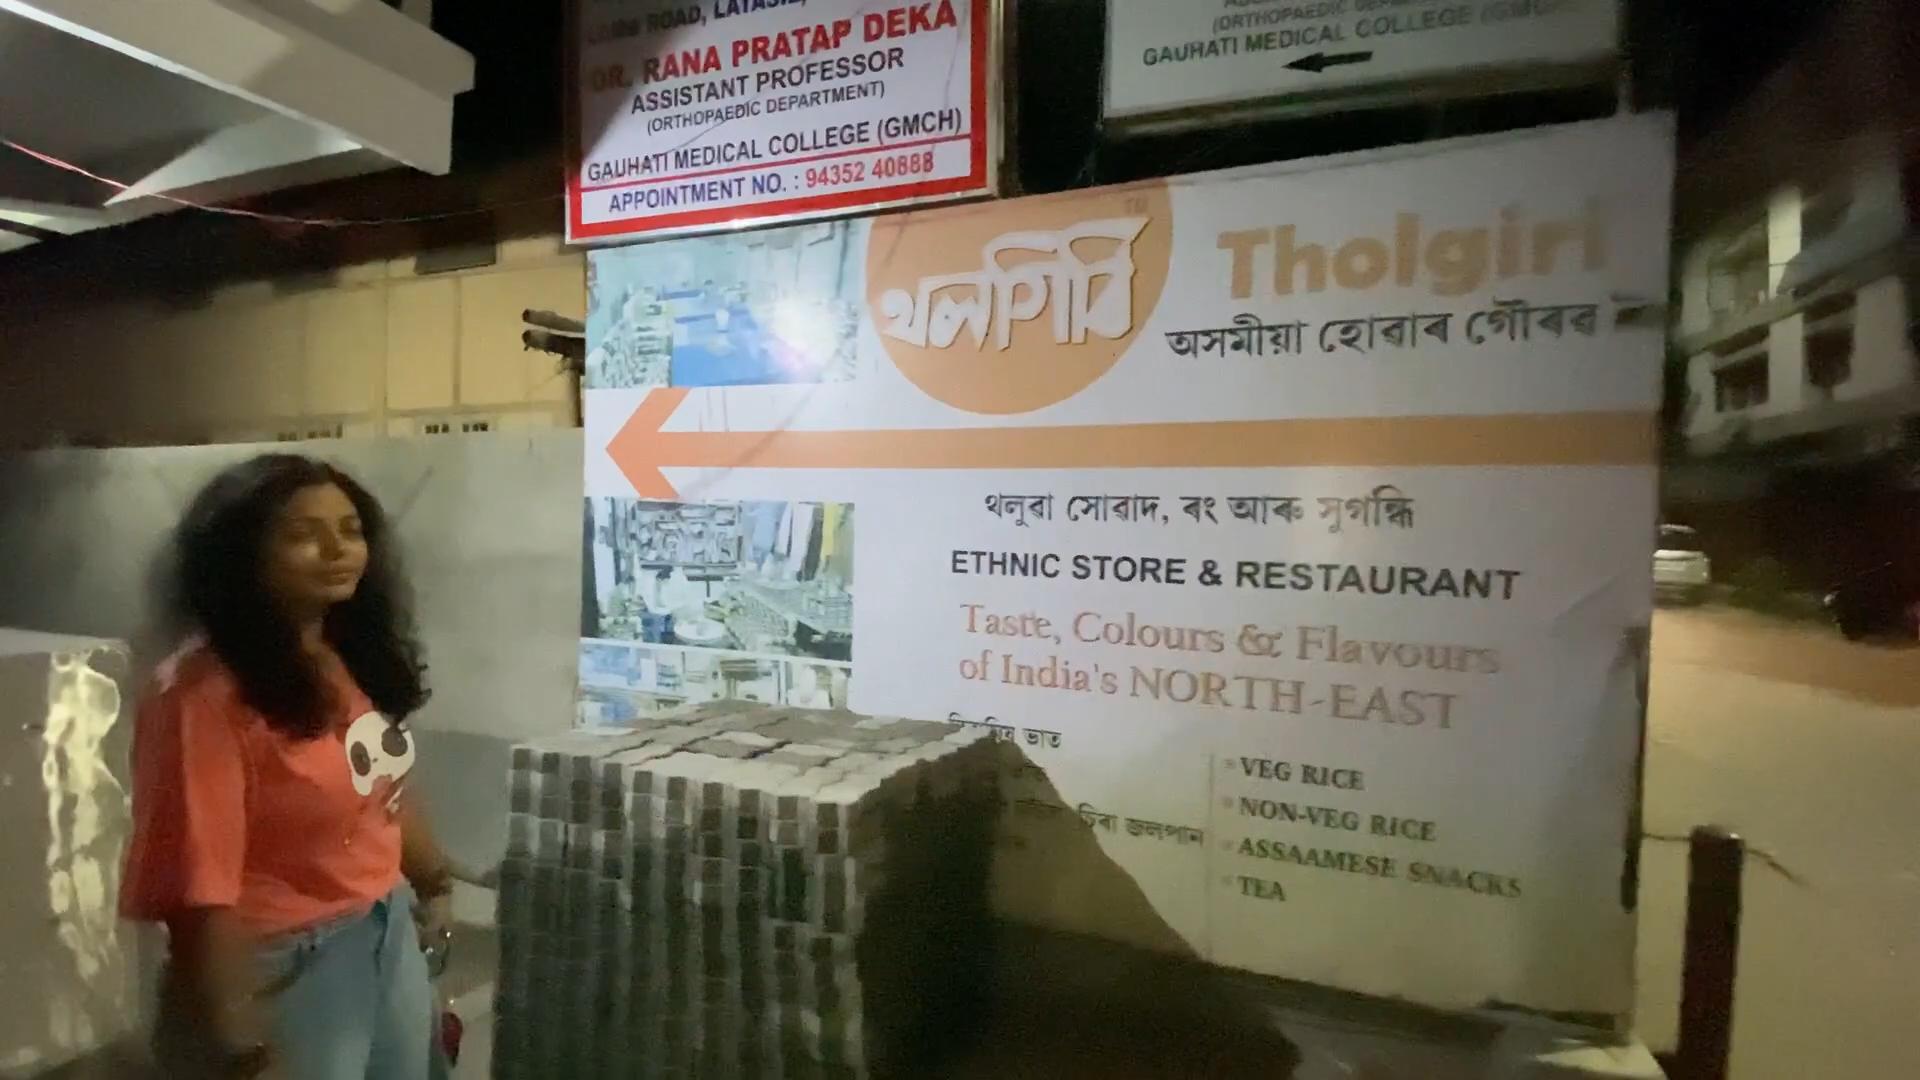 ROAD, LATASIL,
DR. RANA PRATAP DEKA
ASSISTANT PROFESSOR
(ORTHOPAEDIC DEPARTMENT)
GAUHATI MEDICAL COLLEGE (GMCH)
APPOINTMENT NO. : 94352 40888
(ORTHOPAEDIC
GAUHATI MEDICAL COLLEGE
থলগিৰি
TM
Tholgiri
অসমীয়া হোৱাৰ গৌৰৱ
থলুৱা সোৱাদ, ৰং আৰু সুগন্ধি
ETHNIC STORE & RESTAURANT
Taste, Colours & Flavours
of India's NORTH-EAST
ভাত
চিৰা জলপান
VEG RICE
NON-VEG RICE
ASSAAMESE SNACKS
TEA